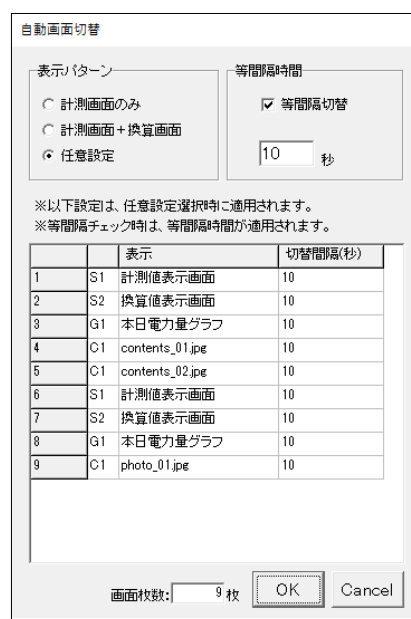 自動画面切替
表示パターン
計測画面のみ
計測画面+換算画面
任意設定
等間隔時間
等間隔切替
10 秒
※以下設定は、任意設定選択時に適用されます。
※等間隔チェック時は、等間隔時間が適用されます。
表示 切替間隔(秒)
1 S1 計測値表示画面 10
2 S2 換算値表示画面 10
3 G1 本日電力量グラフ 10
4 C1 contents_01.jpg 10
5 C1 contents_02.jpg 10
6 S1 計測値表示画面 10
7 S2 換算値表示画面 10
8 G1 本日電力量グラフ 10
9 C1 photo_01.jpg 10
画面枚数: 9 枚 OK Cancel